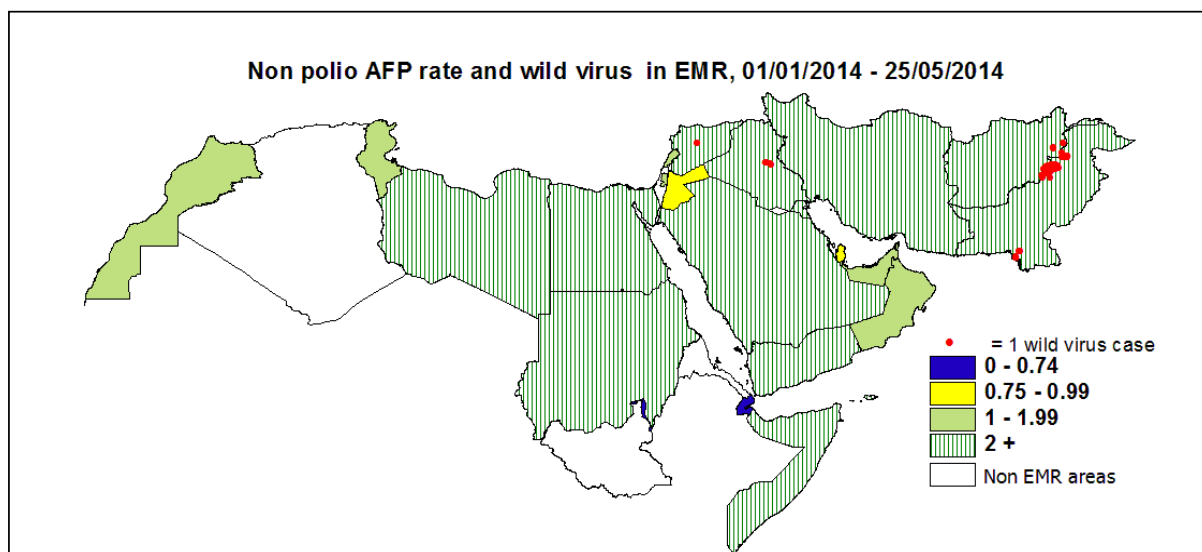 Non polio AFP rate and wild virus in EMR, 01/01/2014 - 25/05/2014
= 1 wild virus case
0 - 0.74
0.75 - 0.99
1 - 1.99
2 +
Non EMR areas